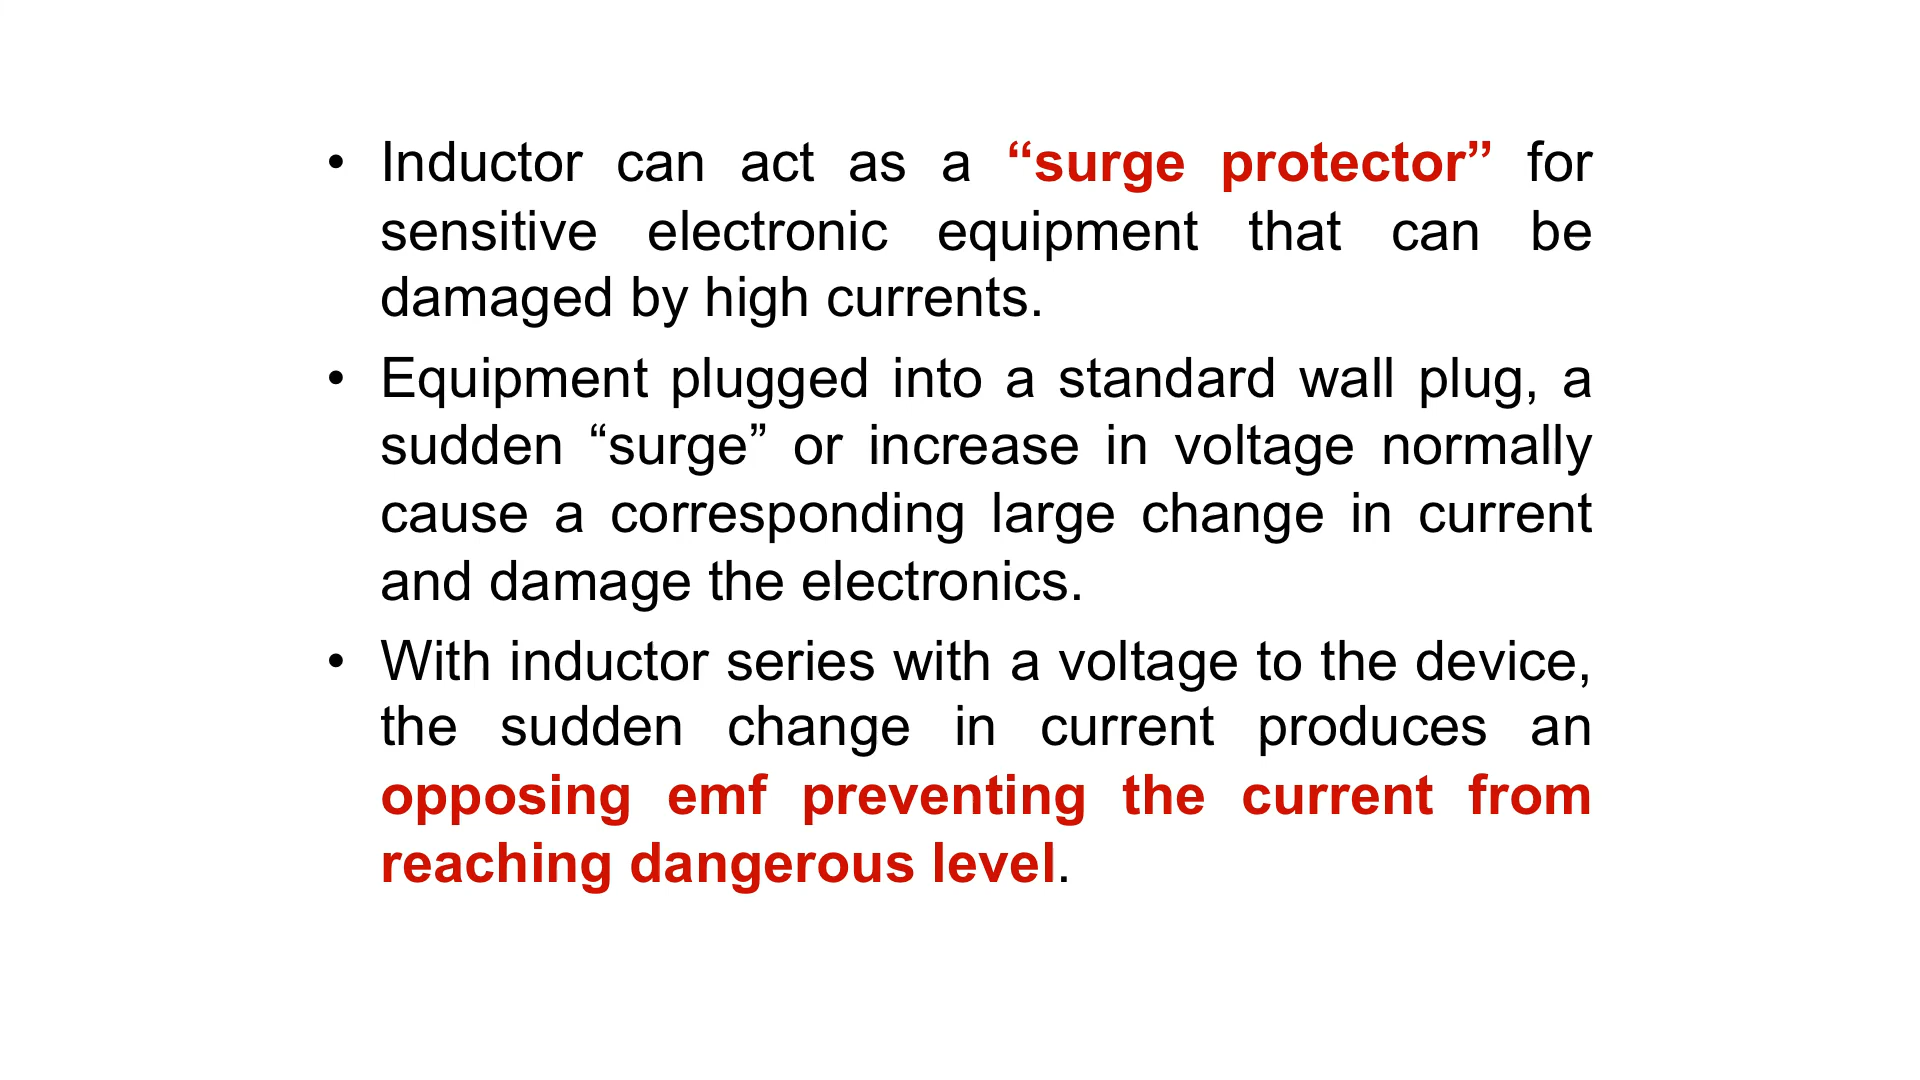 • Inductor can act as a “surge protector” for
sensitive electronic equipment that can be
damaged by high currents.
• Equipment plugged into a standard wall plug, a
sudden “surge” or increase in voltage normally
cause a corresponding large change in current
and damage the electronics.
• With inductor series with a voltage to the device,
the sudden change in current produces an
opposing emf preventing the current from
reaching dangerous level.